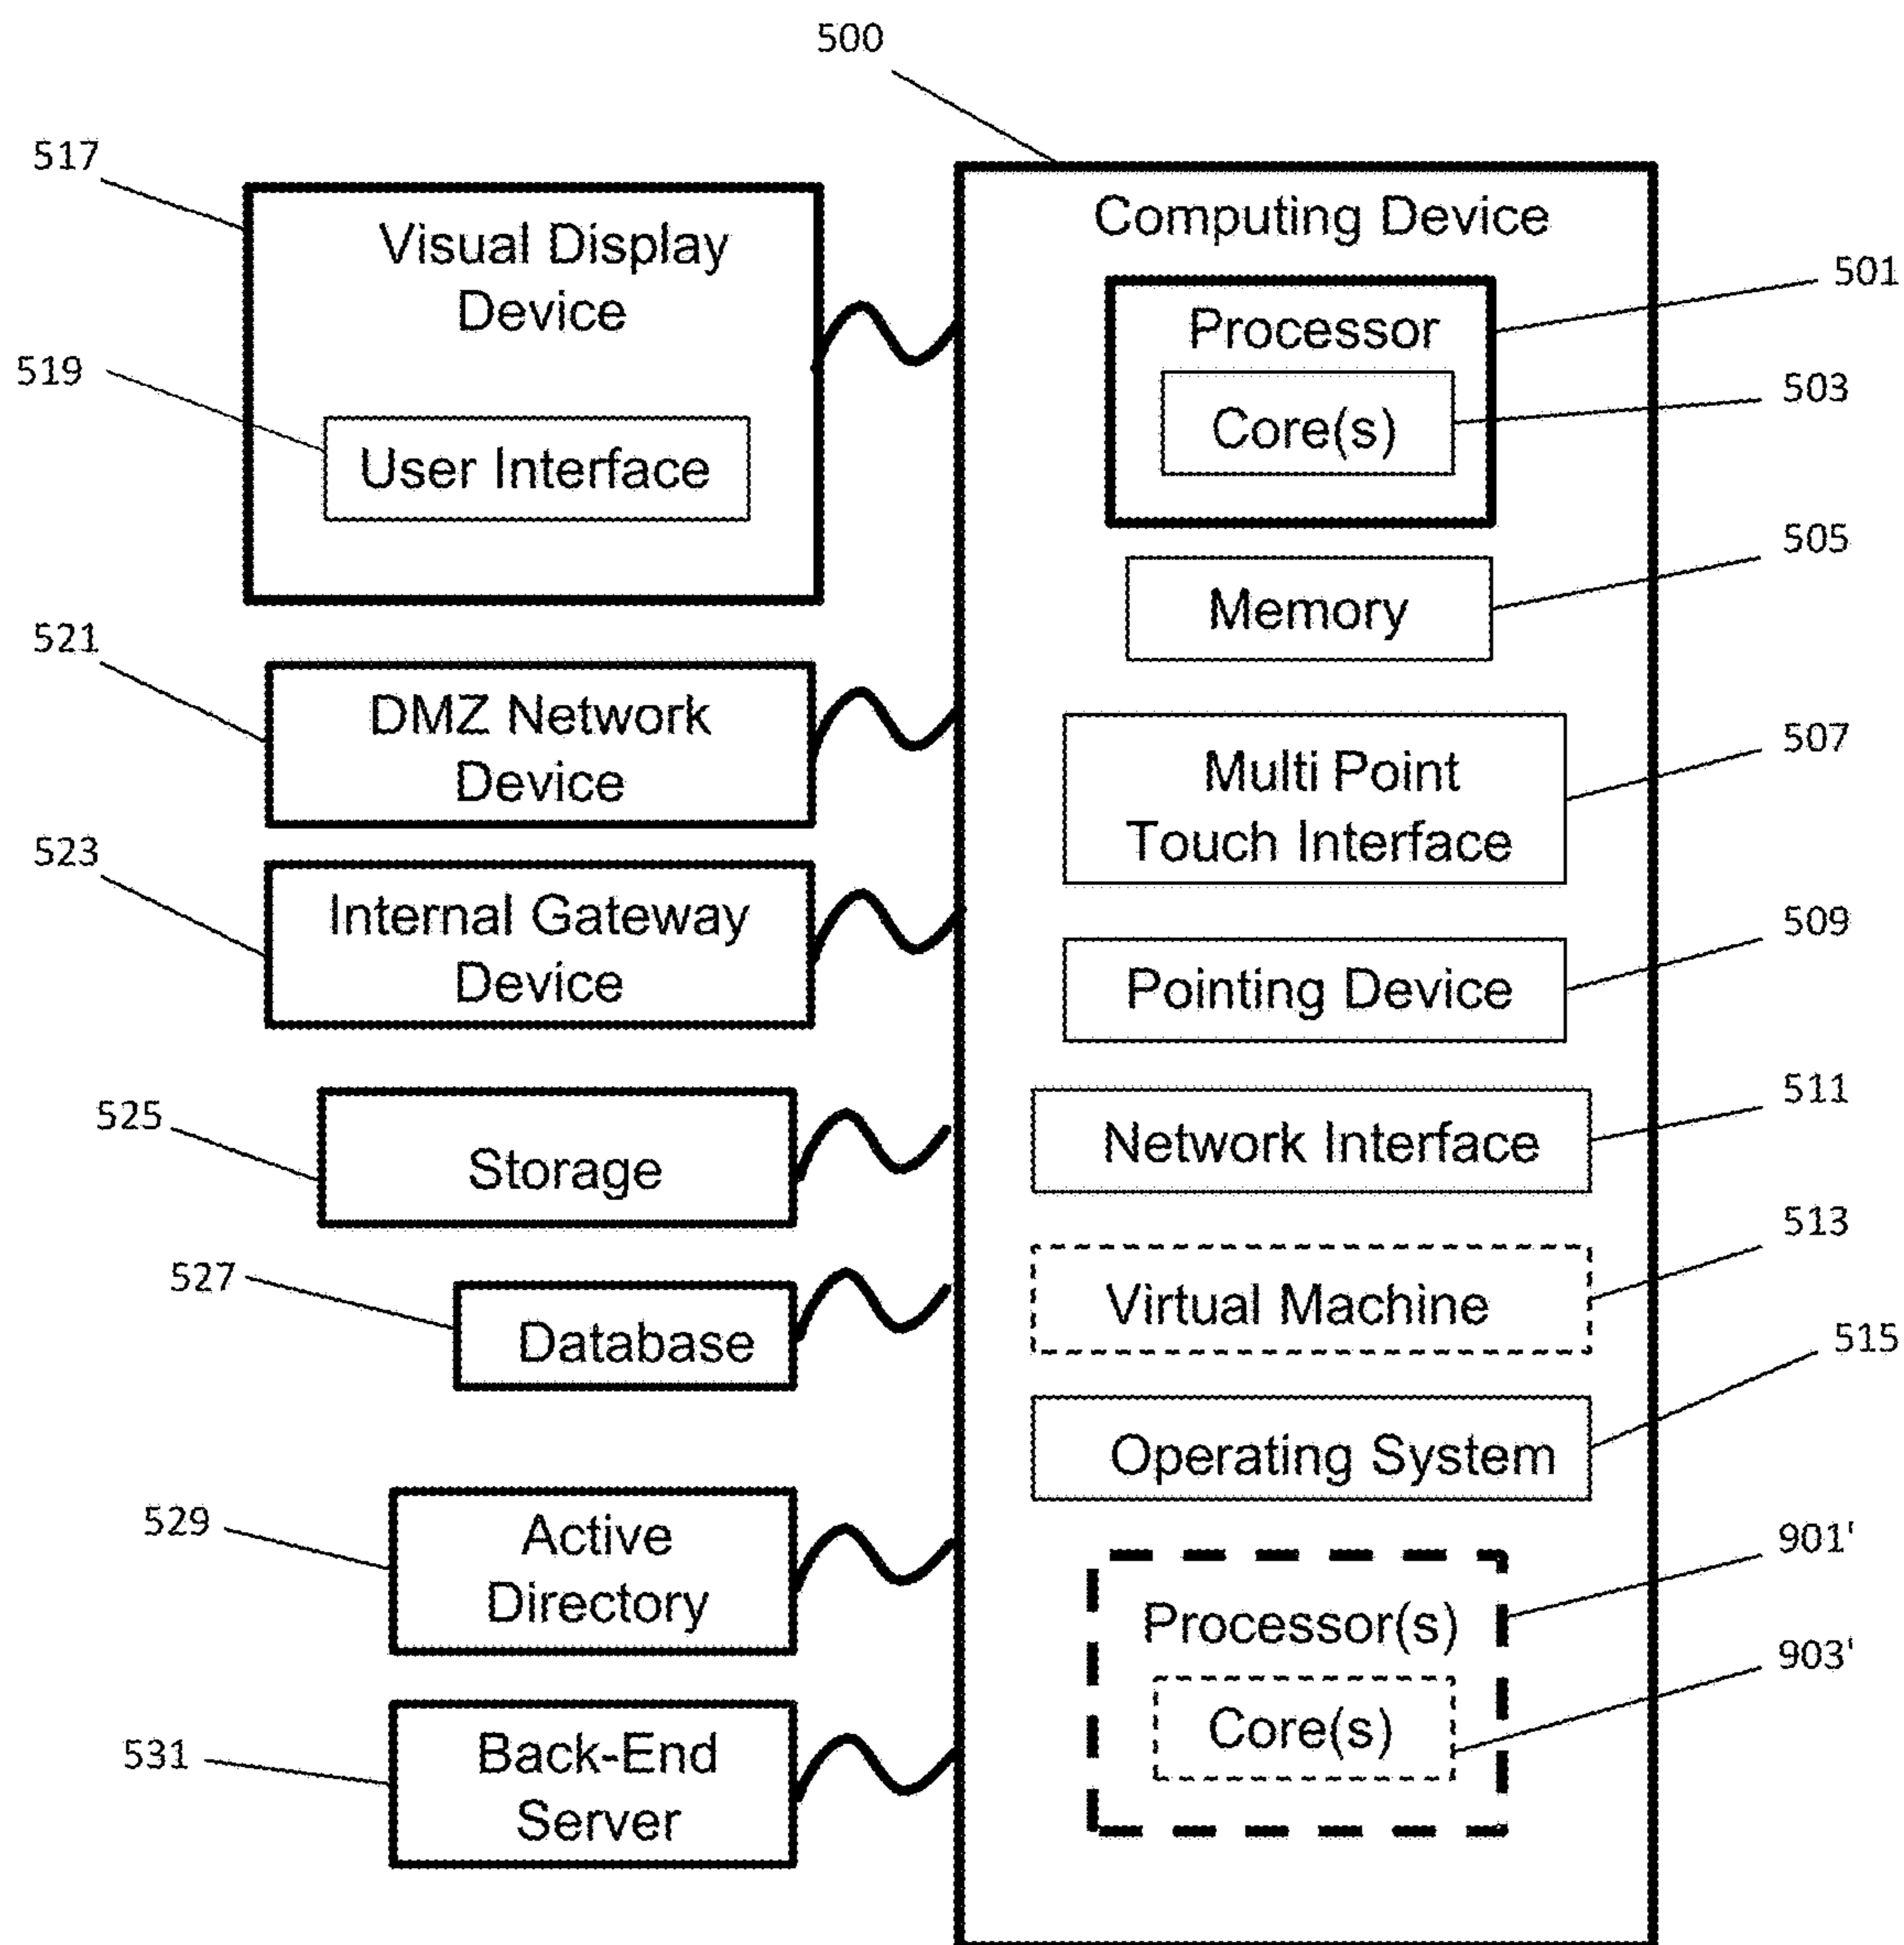 500
517
Visual Display
Device
519
User Interface
521
DMZ Network
Device
523
Internal Gateway
Device
525
Storage
527
Database
529
Active
Directory
531
Back-End
Server
Computing Device
501
Processor
503
Core(s)
505
Memory
507
Multi Point
Touch Interface
509
Pointing Device
511
Network Interface
513
Virtual Machine
515
Operating System
901'
Processor(s)
903'
Core(s)